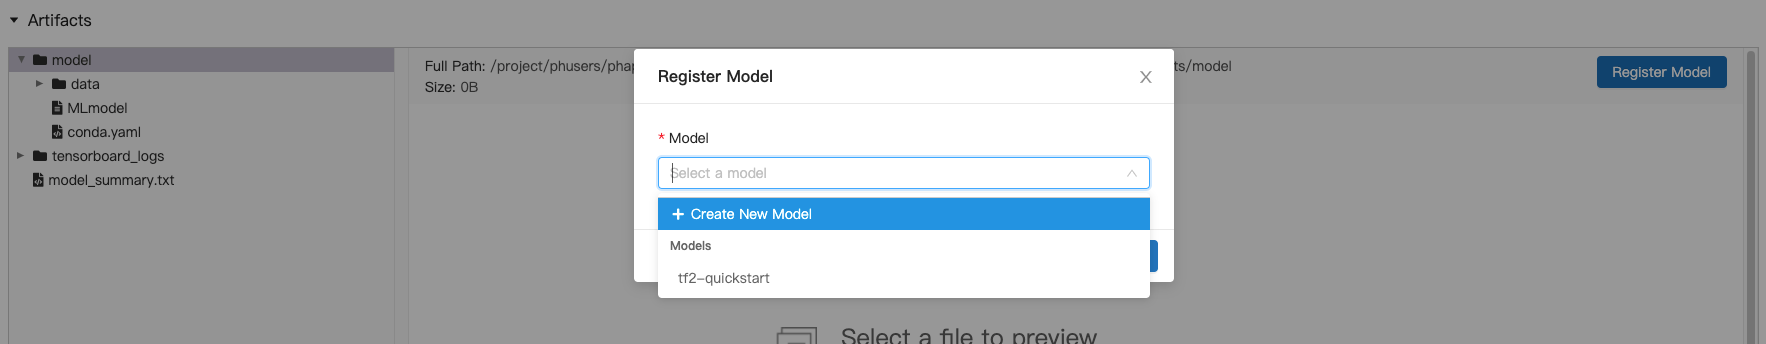 Artifacts
model
data
MLmodel
conda.yaml
tensorboard_logs
model_summary.txt
Full Path: /project/phusers/phap
ts/model
Size: 0B
Register Model
Register Model
* Model
Select a model
+ Create New Model
Models
tf2-quickstart
Select a file to preview